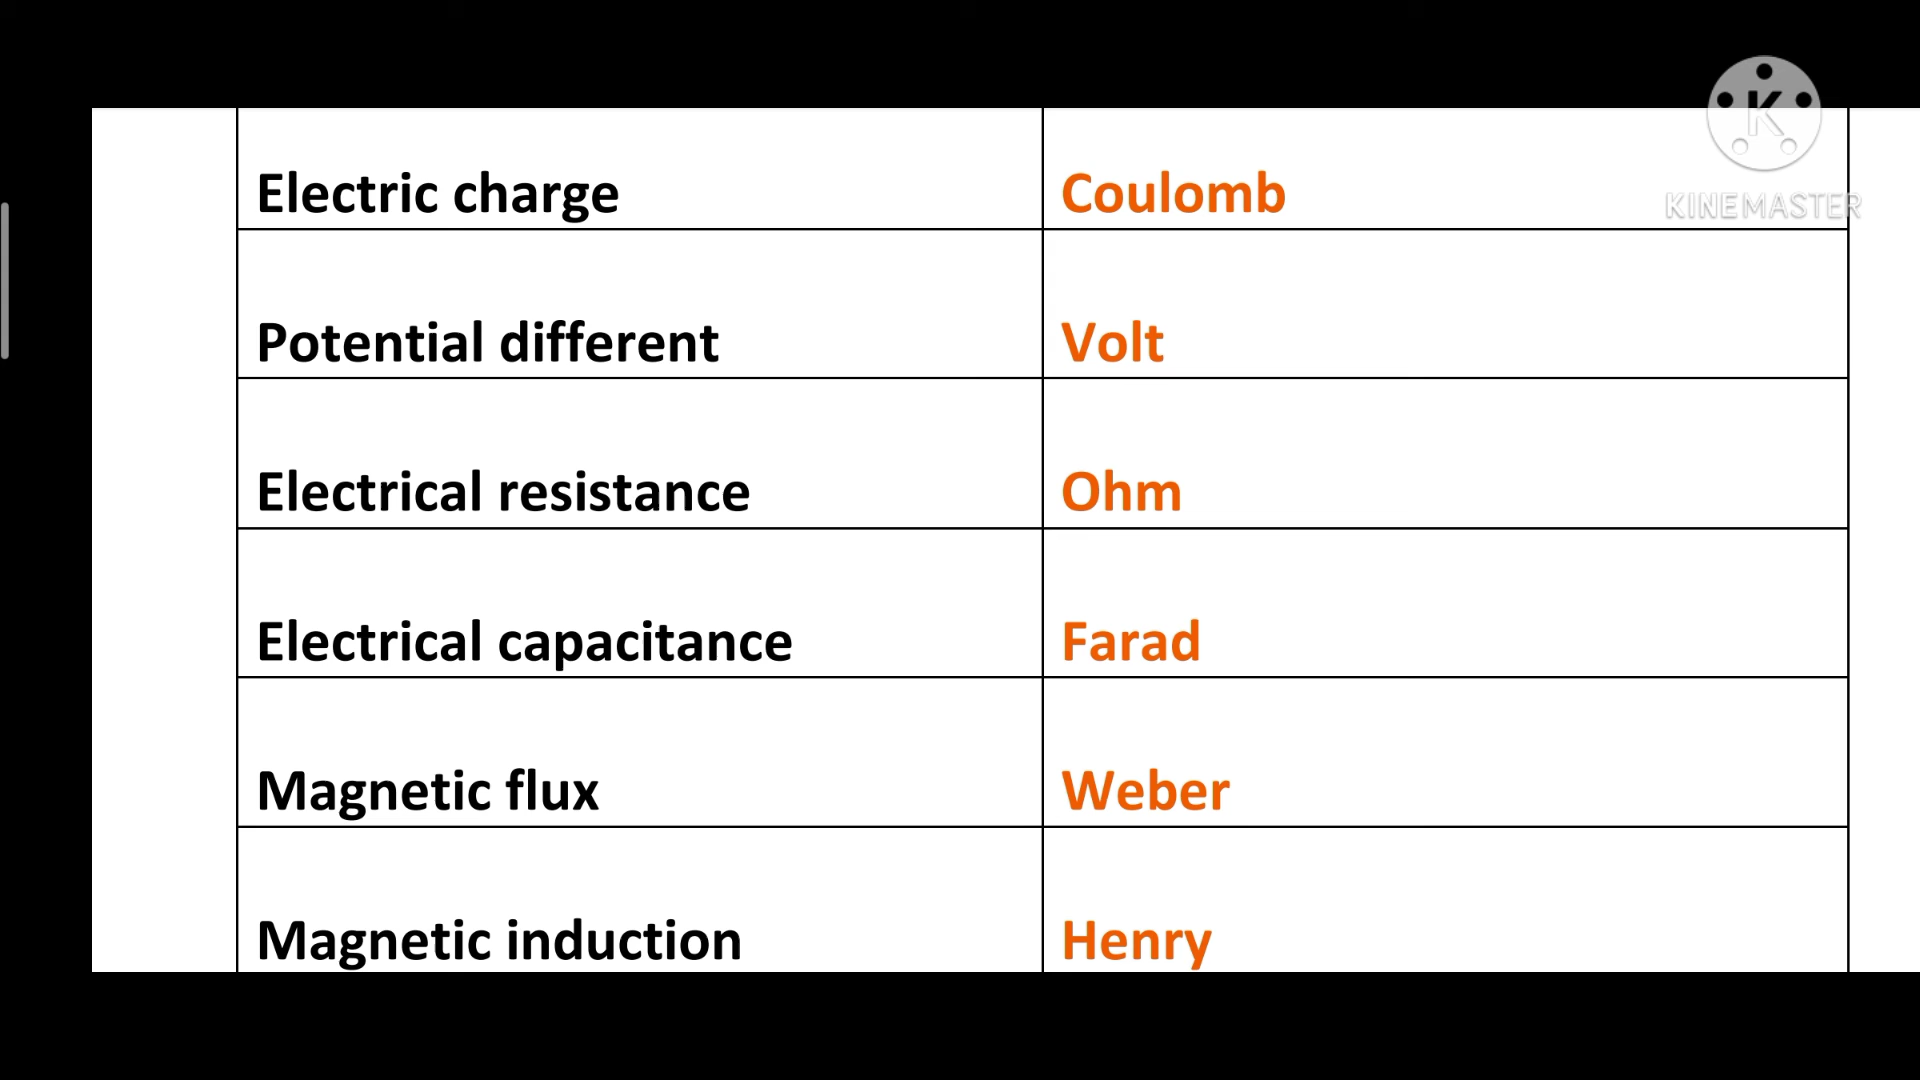 K
KINEMASTER
Electric charge Coulomb
Potential different Volt
Electrical resistance Ohm
Electrical capacitance Farad
Magnetic flux Weber
Magnetic induction Henry